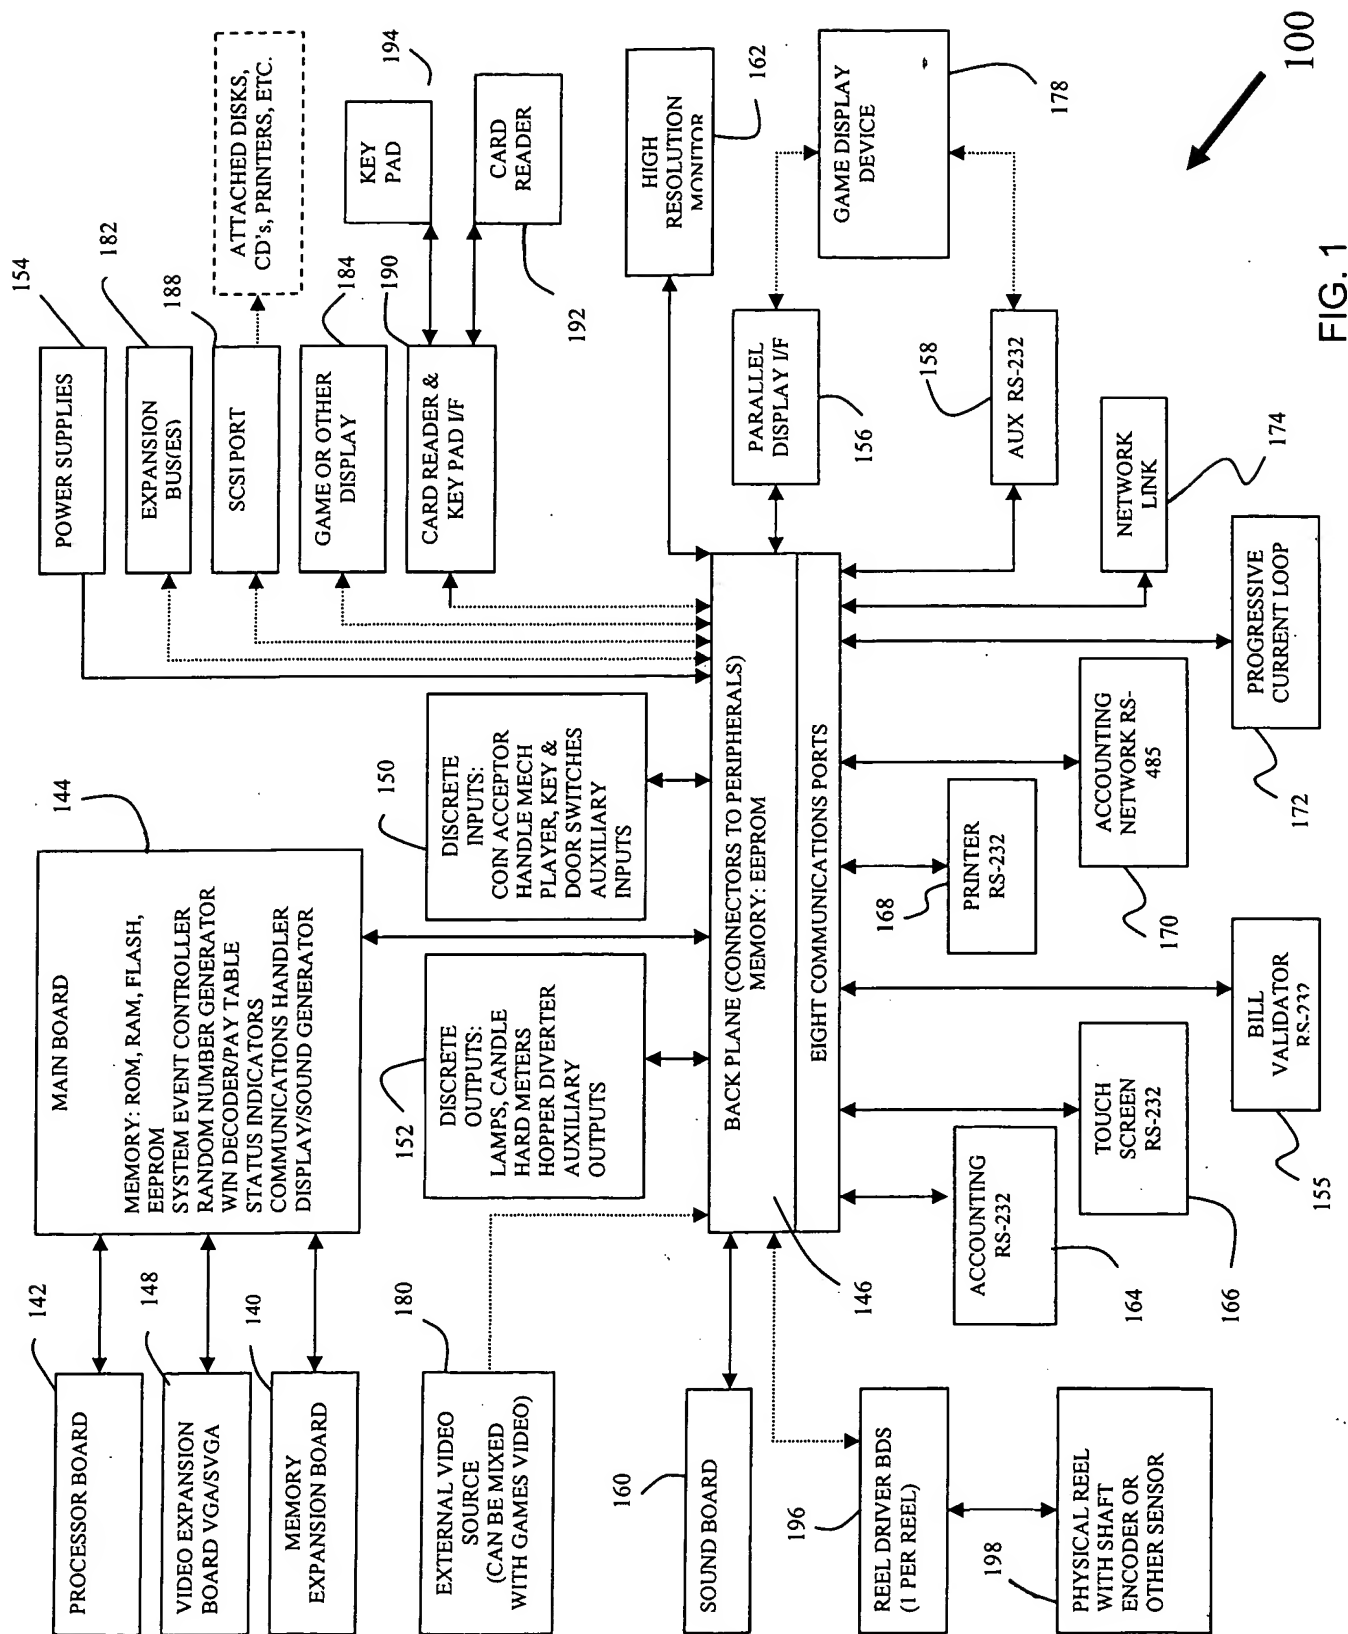 PROCESSOR BOARD
142
VIDEO EXPANSION
BOARD VGA/SVGA
148
MEMORY
EXPANSION BOARD
140
MAIN BOARD
MEMORY: ROM, RAM, FLASH,
EEPROM
SYSTEM EVENT CONTROLLER
RANDOM NUMBER GENERATOR
WIN DECODER/PAY TABLE
STATUS INDICATORS
COMMUNICATIONS HANDLER
DISPLAY/SOUND GENERATOR
144
POWER SUPPLIES
154
EXPANSION
BUS(ES)
182
SCSI PORT
188
ATTACHED DISKS,
CD's, PRINTERS, ETC.
GAME OR OTHER
DISPLAY
184
CARD READER &
KEY PAD I/F
190
KEY
PAD
194
CARD
READER
192
EXTERNAL VIDEO
SOURCE
(CAN BE MIXED
WITH GAMES VIDEO)
180
DISCRETE
OUTPUTS:
LAMPS, CANDLE
HARD METERS
HOPPER DIVERTER
AUXILIARY
OUTPUTS
152
DISCRETE
INPUTS:
COIN ACCEPTOR
HANDLE MECH
PLAYER, KEY &
DOOR SWITCHES
AUXILIARY
INPUTS
150
HIGH
RESOLUTION
MONITOR
162
SOUND BOARD
160
BACK PLANE (CONNECTORS TO PERIPHERALS)
MEMORY: EEPROM
EIGHT COMMUNICATIONS PORTS
146
PARALLEL
DISPLAY I/F
156
GAME DISPLAY
DEVICE
178
AUX RS-232
158
REEL DRIVER BDS
(1 PER REEL)
196
PHYSICAL REEL
WITH SHAFT
ENCODER OR
OTHER SENSOR
198
ACCOUNTING
RS-232
164
TOUCH
SCREEN
RS-232
166
BILL
VALIDATOR
RS-232
155
PRINTER
RS-232
168
ACCOUNTING
NETWORK RS-
485
170
PROGRESSIVE
CURRENT LOOP
172
NETWORK
LINK
174
FIG. 1
100